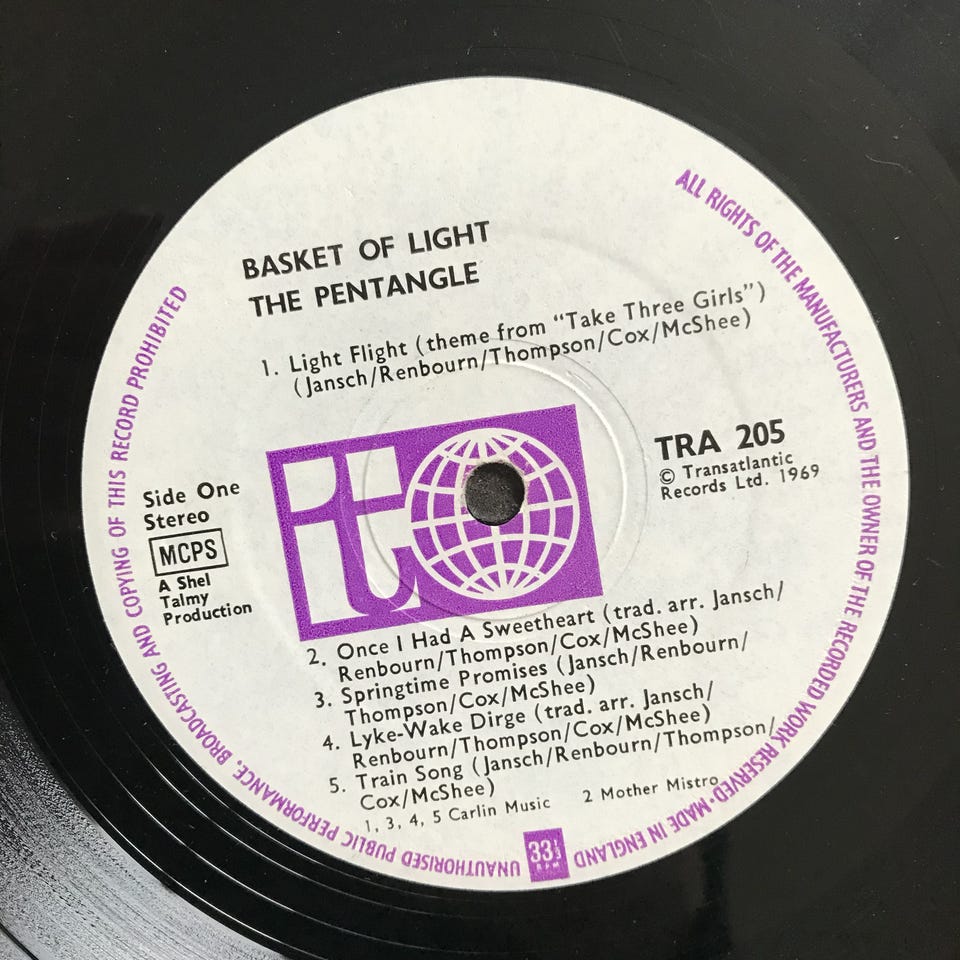 BASKET OF LIGHT
THE PENTANGLE
1. Light Flight (theme from "Take Three Girls")
(Jansch/Renbourn/Thompson/Cox/McShee)
it
TRA 205
© Transatlantic
Records Ltd. 1969
Side One
Stereo
MCPS
A Shel
Talmy
Production
2. Once I Had A Sweetheart (trad. arr. Jansch/
Renbourn/Thompson/Cox/McShee)
3. Springtime Promises (Jansch/Renbourn/
Thompson/Cox/McShee)
4. Lyke-Wake Dirge (trad. arr. Jansch/
Renbourn/Thompson/Cox/McShee)
5. Train Song (Jansch/Renbourn/Thompson/
Cox/McShee)
1, 3, 4, 5 Carlin Music 2 Mother Mistro
ALL RIGHTS OF THE MANUFACTURERS AND THE OWNER OF THE RECORDED WORK RESERVED·MADE IN ENGLAND
33⅓
RPM
UNAUTHORISED PUBLIC PERFORMANCE, BROADCASTING AND COPYING OF THIS RECORD PROHIBITED